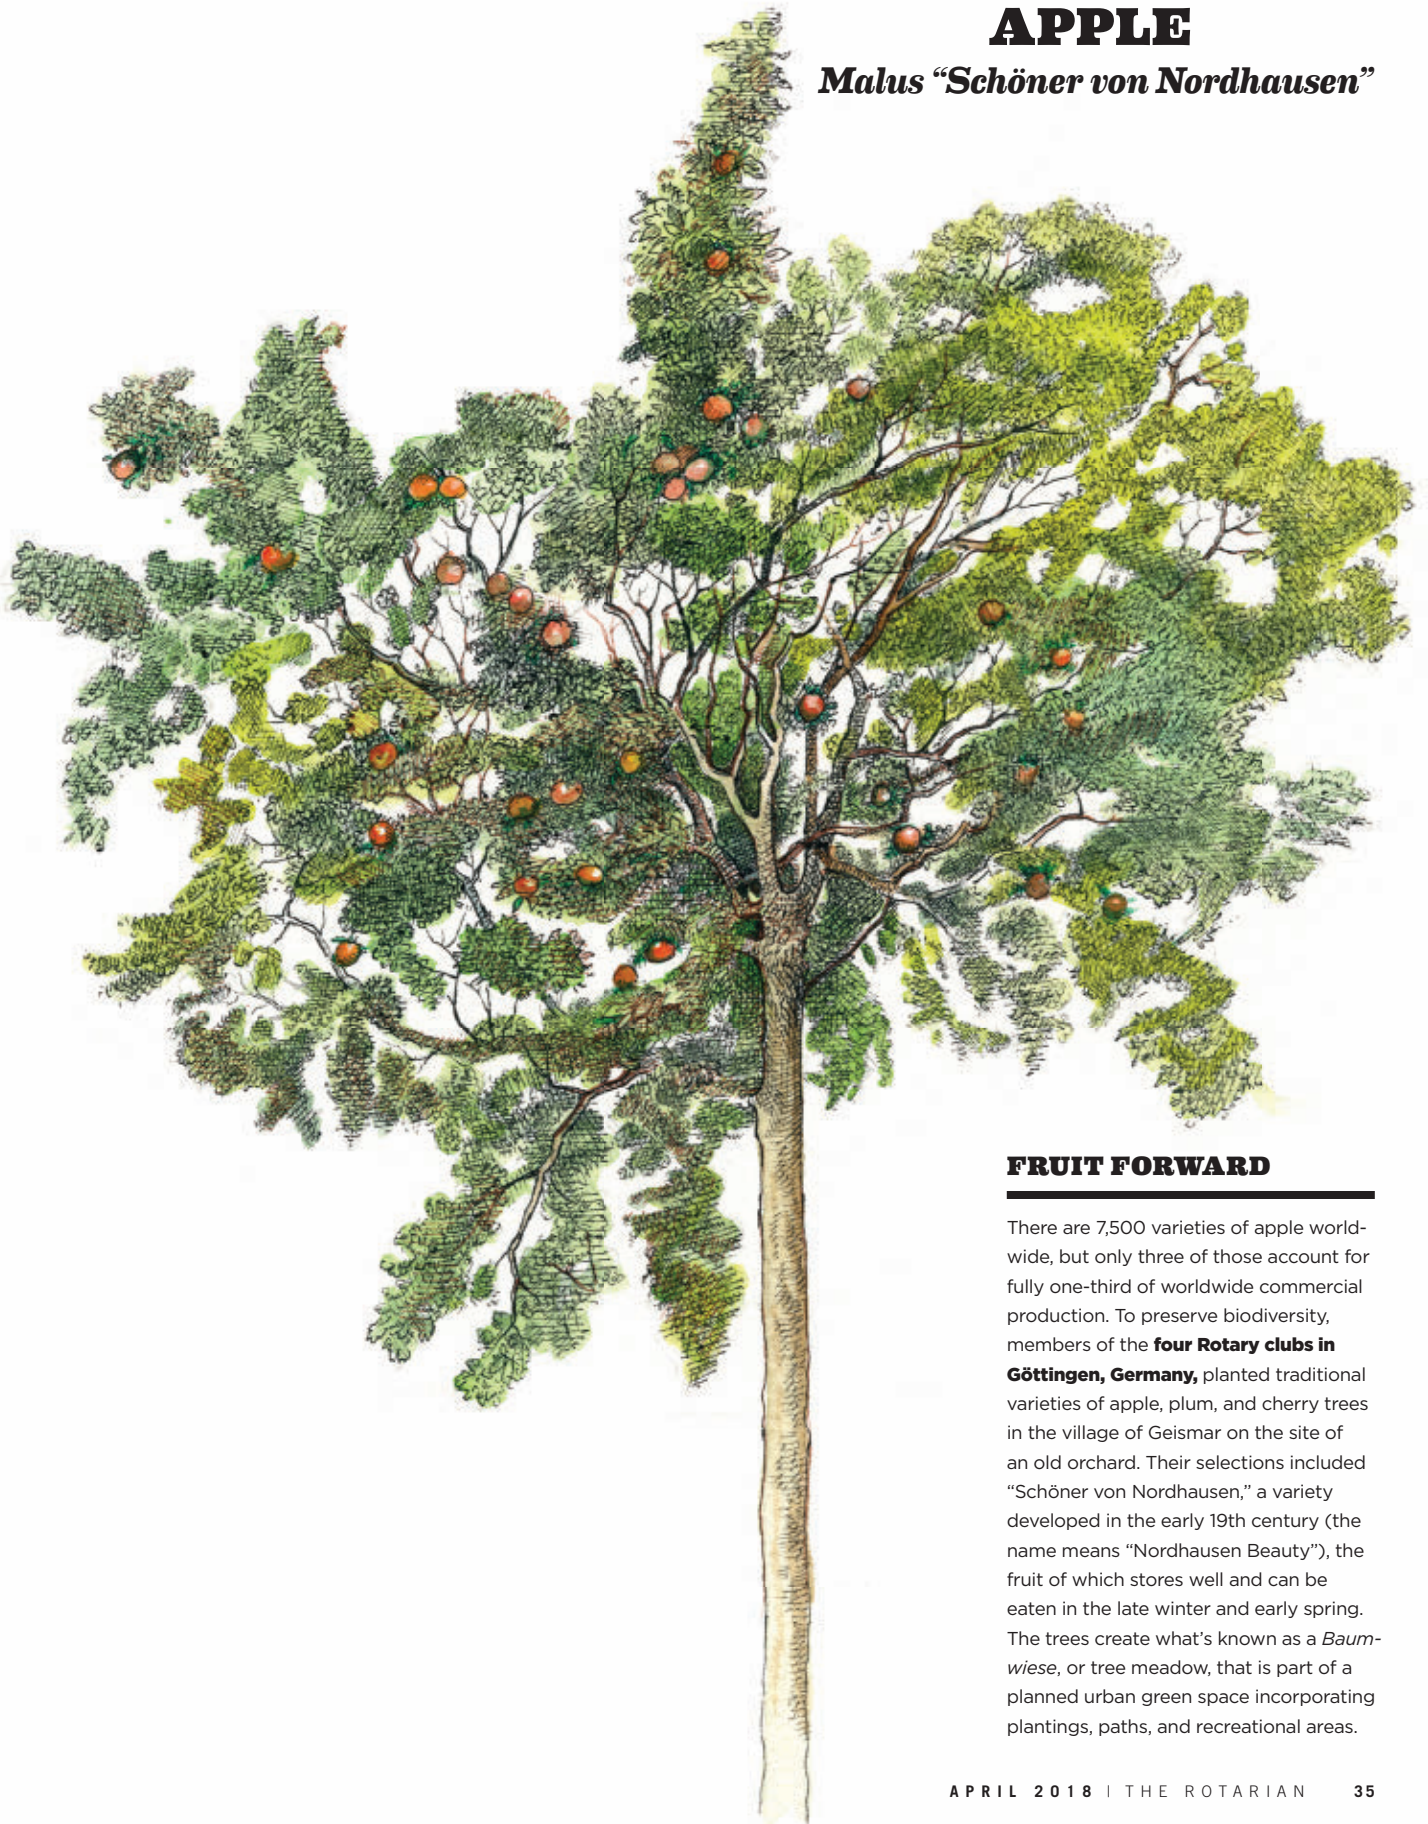 APPLE
Malus “Schöner von Nordhausen”
FRUIT FORWARD
There are 7,500 varieties of apple world-
wide, but only three of those account for
fully one-third of worldwide commercial
production. To preserve biodiversity,
members of the four Rotary clubs in
Göttingen, Germany, planted traditional
varieties of apple, plum, and cherry trees
in the village of Geismar on the site of
an old orchard. Their selections included
“Schöner von Nordhausen,” a variety
developed in the early 19th century (the
name means “Nordhausen Beauty”), the
fruit of which stores well and can be
eaten in the late winter and early spring.
The trees create what’s known as a Baum-
wiese, or tree meadow, that is part of a
planned urban green space incorporating
plantings, paths, and recreational areas.
APRIL 2018 | THE ROTARIAN 35